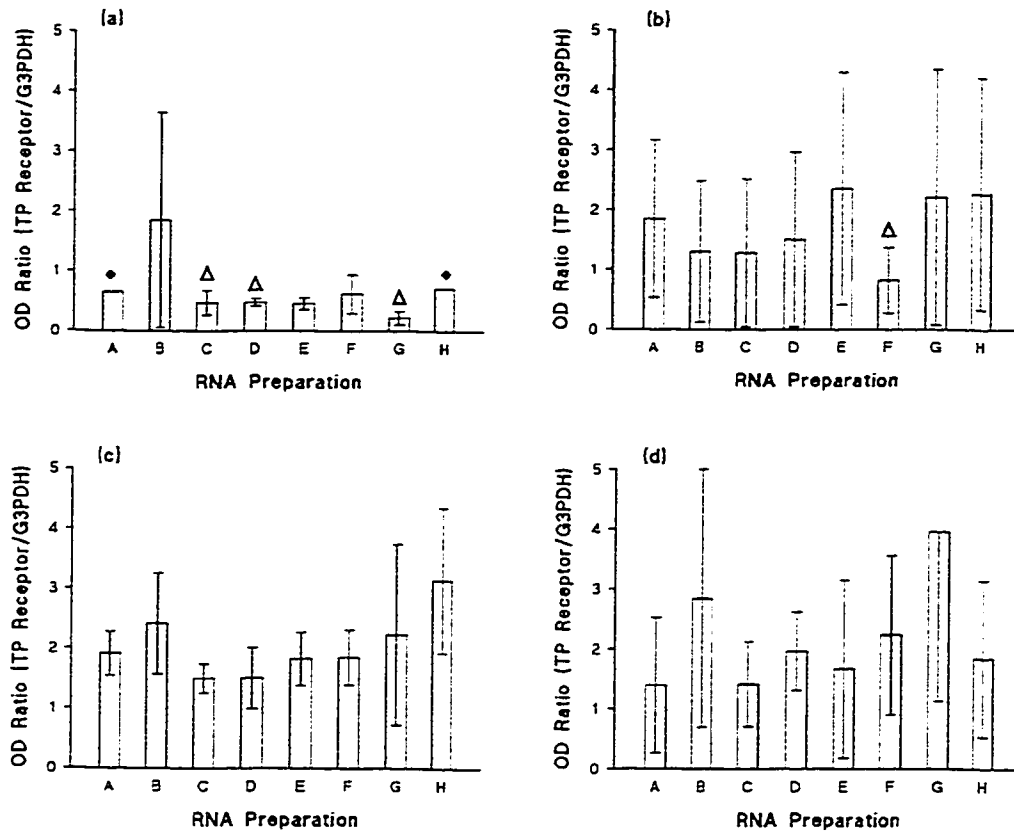 (a)
OD Ratio (TP Receptor/G3PDH)
5
4
3
2
1
0
◆ Δ Δ Δ ◆
A B C D E F G H
RNA Preparation
(b)
OD Ratio (TP Receptor/G3PDH)
5
4
3
2
1
0
Δ
A B C D E F G H
RNA Preparation
(c)
OD Ratio (TP Receptor/G3PDH)
5
4
3
2
1
0
A B C D E F G H
RNA Preparation
(d)
OD Ratio (TP Receptor/G3PDH)
5
4
3
2
1
0
A B C D E F G H
RNA Preparation